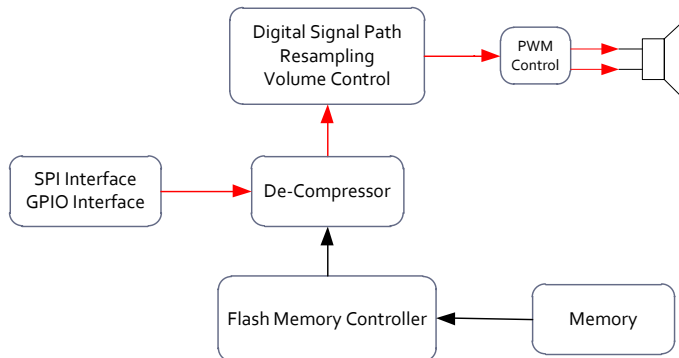 Digital Signal Path
Resampling
Volume Control
PWM
Control
SPI Interface
GPIO Interface
De-Compressor
Flash Memory Controller
Memory